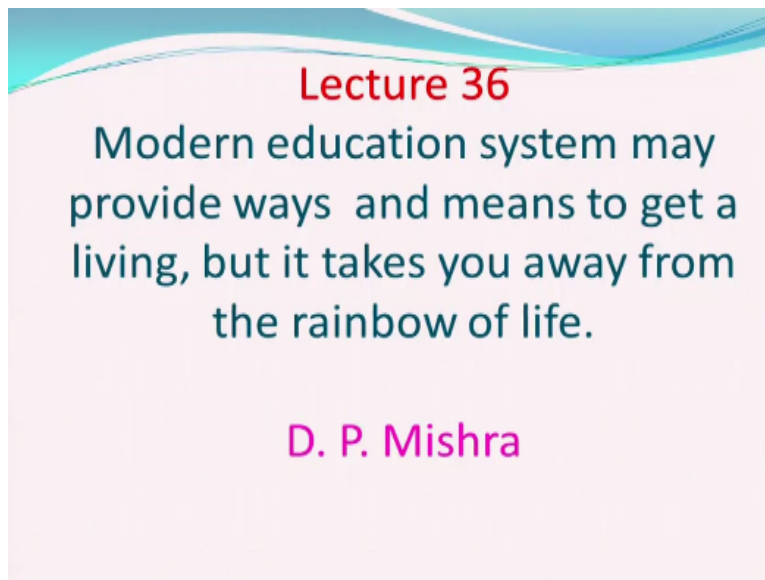 Lecture 36
Modern education system may
provide ways and means to get a
living, but it takes you away from
the rainbow of life.
D. P. Mishra